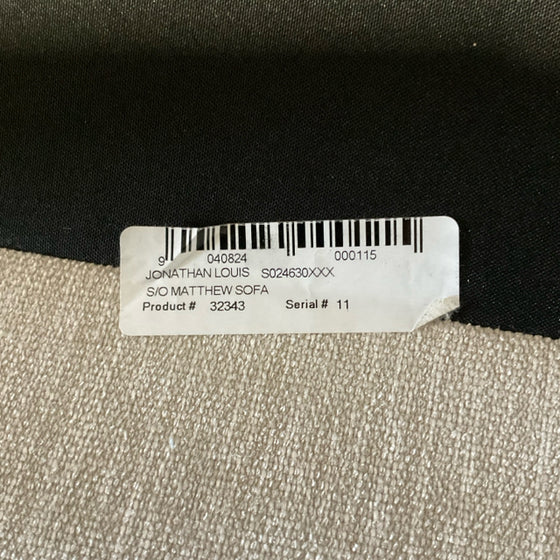 9 040824 000115
JONATHAN LOUIS S024630XXX
S/O MATTHEW SOFA
Product # 32343 Serial # 11